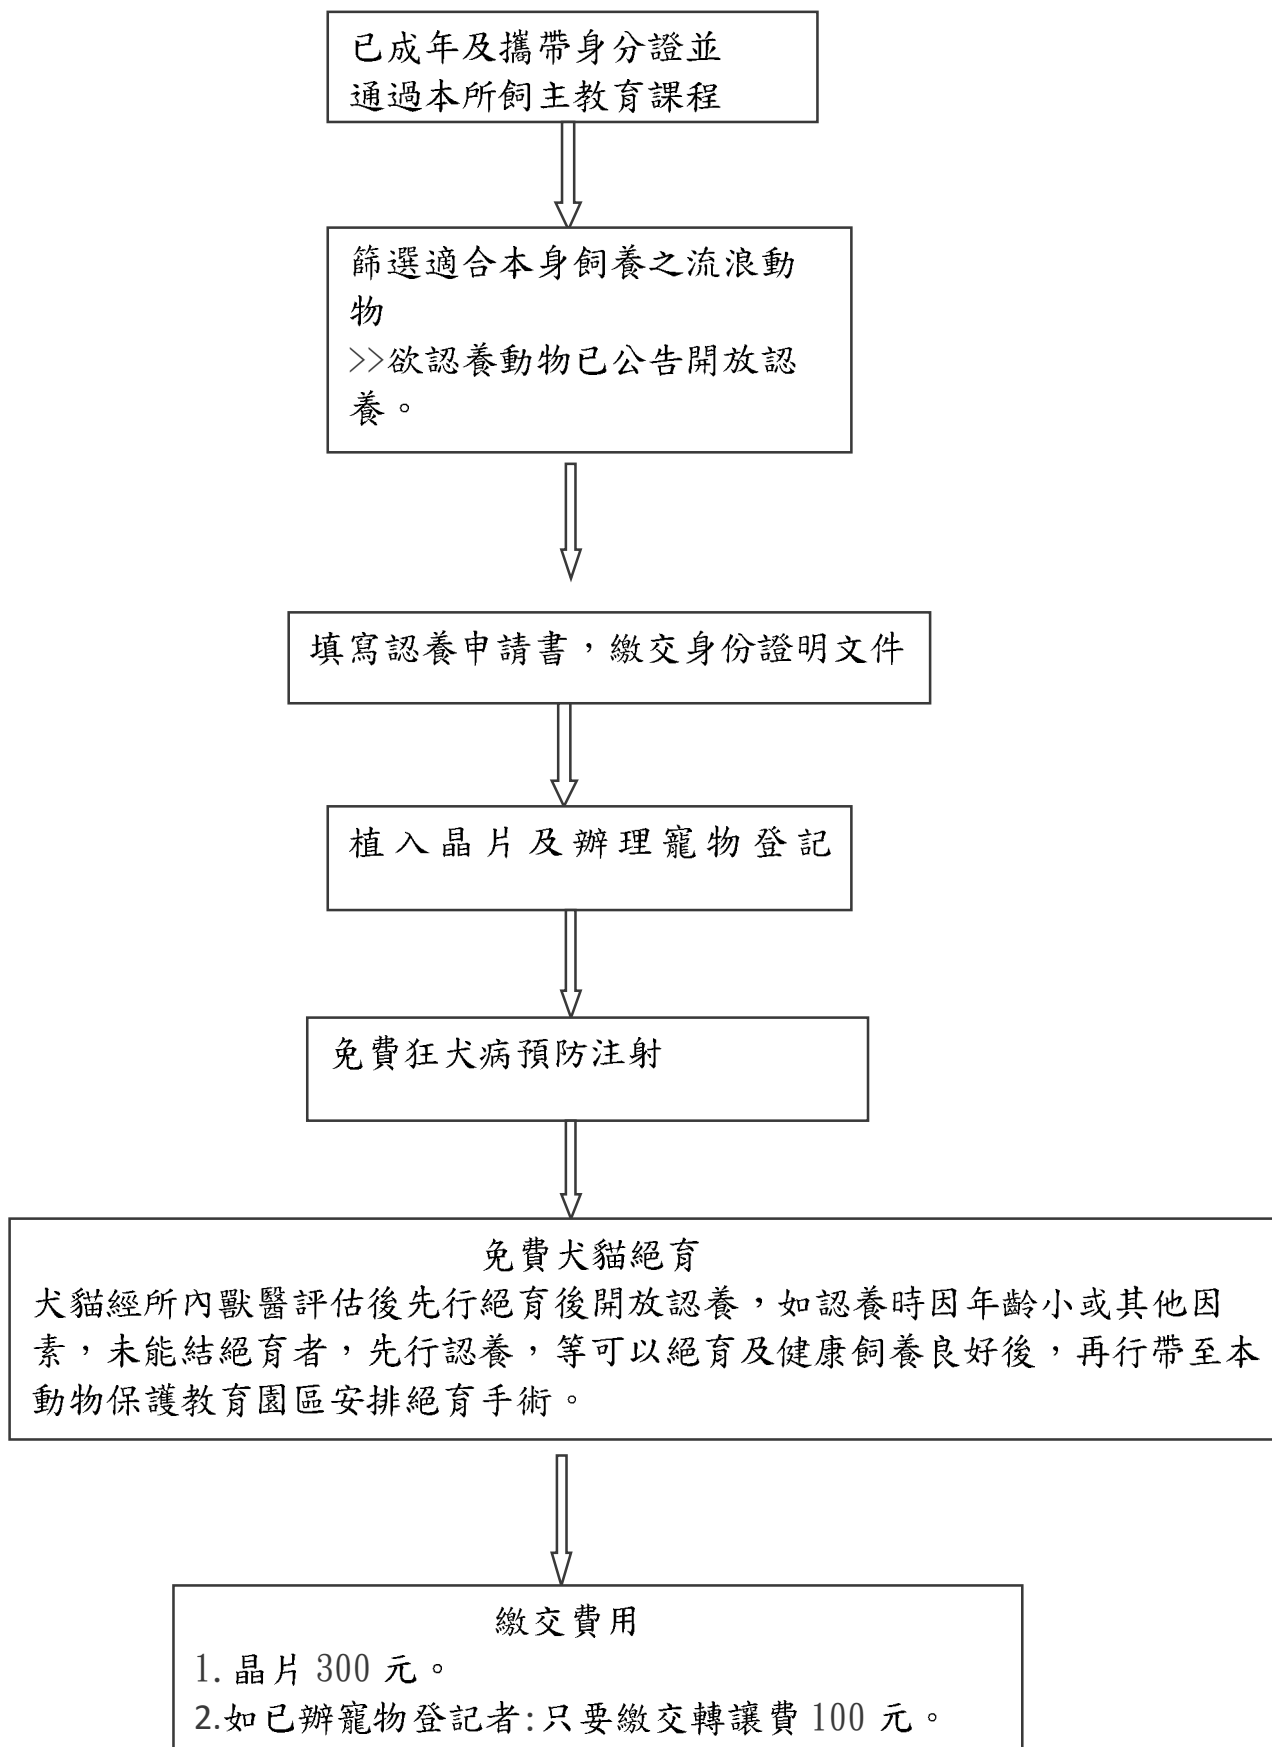 已成年及攜帶身分證並
通過本所飼主教育課程
篩選適合本身飼養之流浪動
物
>>欲認養動物已公告開放認
養。
填寫認養申請書，繳交身份證明文件
植入晶片及辦理寵物登記
免費狂犬病預防注射
免費犬貓絕育
犬貓經所內獸醫評估後先行絕育後開放認養，如認養時因年齡小或其他因
素，未能結絕育者，先行認養，等可以絕育及健康飼養良好後，再行帶至本
動物保護教育園區安排絕育手術。
繳交費用
1. 晶片 300 元。
2.如已辦寵物登記者:只要繳交轉讓費 100 元。